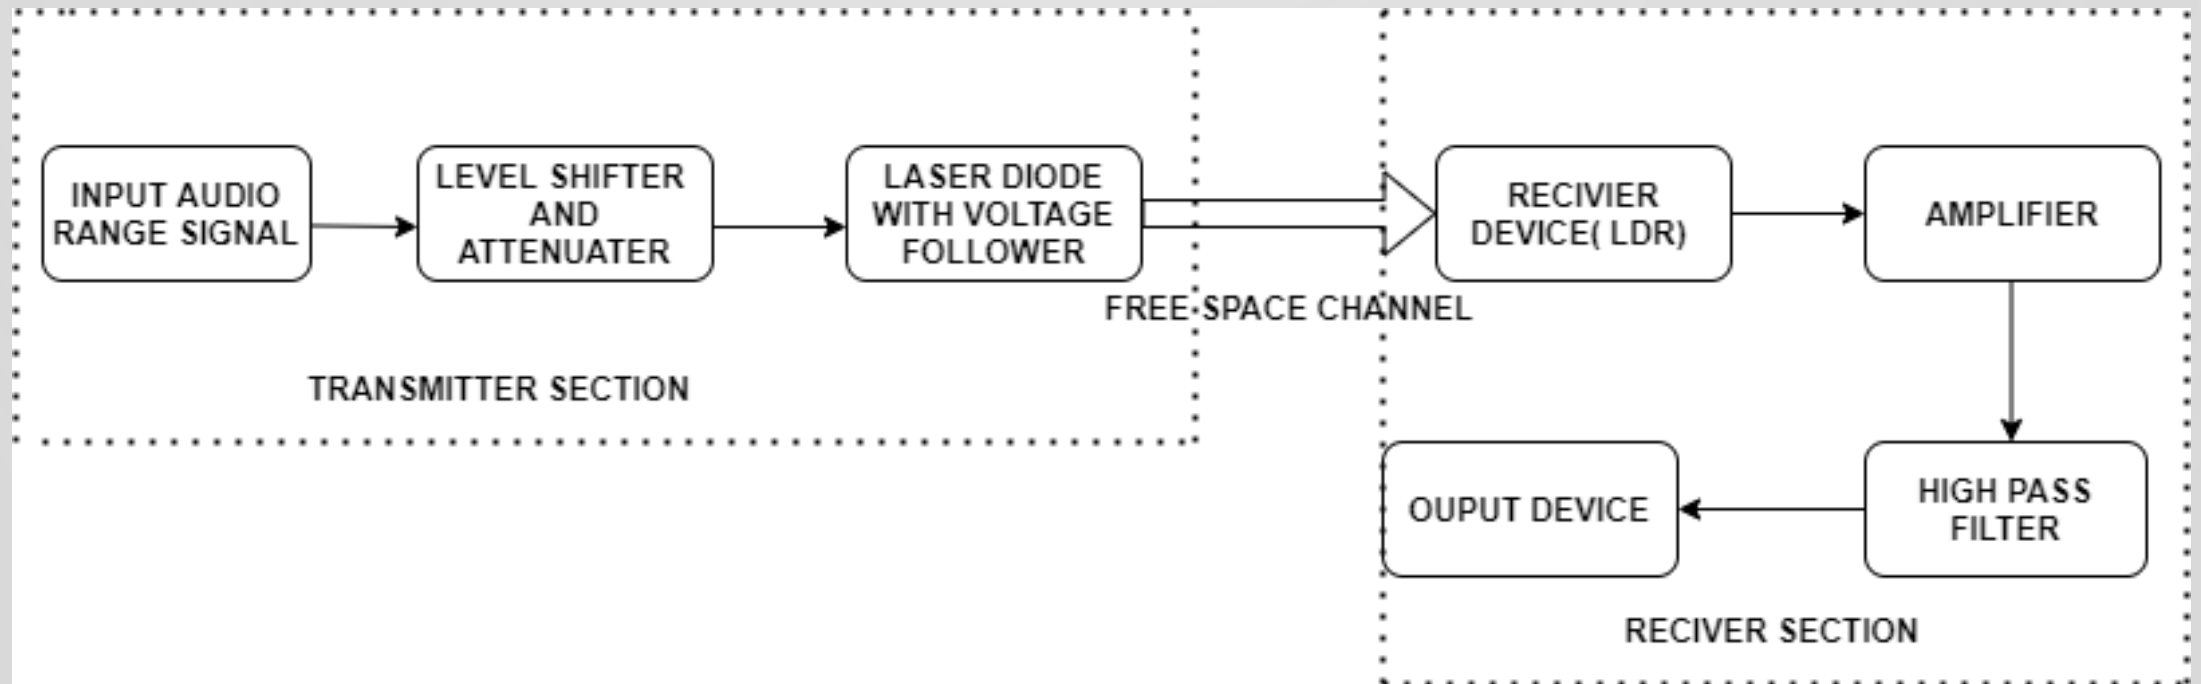 INPUT AUDIO
RANGE SIGNAL
LEVEL SHIFTER
AND
ATTENUATER
LASER DIODE
WITH VOLTAGE
FOLLOWER
FREE SPACE CHANNEL
TRANSMITTER SECTION
RECIVIER
DEVICE( LDR)
AMPLIFIER
HIGH PASS
FILTER
OUPUT DEVICE
RECIVER SECTION